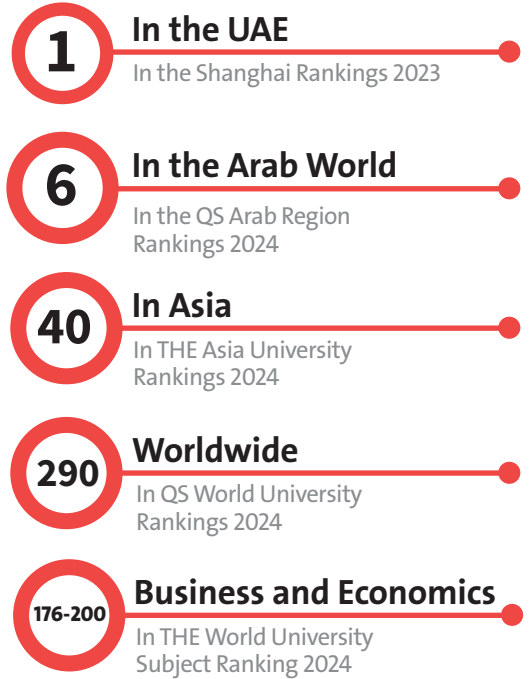 1
In the UAE
In the Shanghai Rankings 2023
6
In the Arab World
In the QS Arab Region
Rankings 2024
40
In Asia
In THE Asia University
Rankings 2024
290
Worldwide
In QS World University
Rankings 2024
176-200
Business and Economics
In THE World University
Subject Ranking 2024